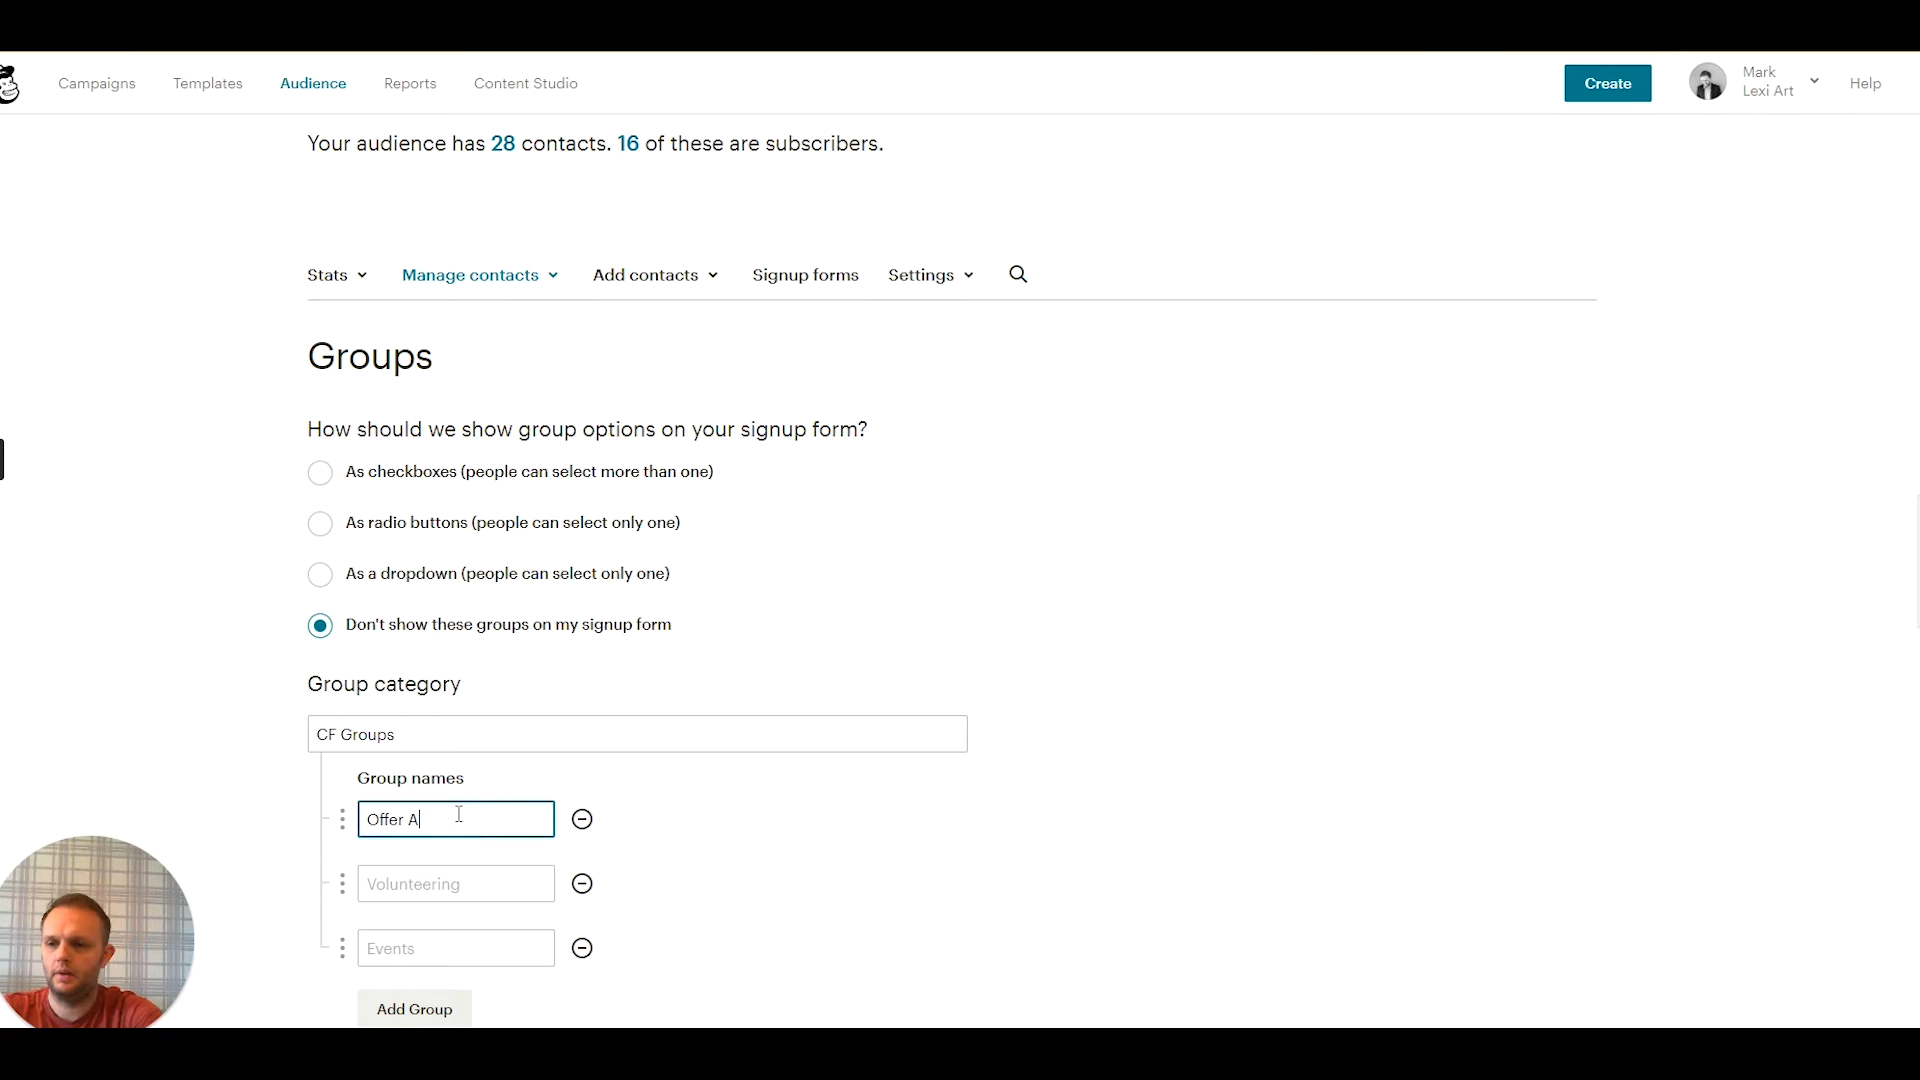 Campaigns Templates Audience Reports Content Studio Create Mark Help
Lexi Art
Your audience has 28 contacts. 16 of these are subscribers.
Stats Manage contacts Add contacts Signup forms Settings
Groups
How should we show group options on your signup form?
As checkboxes (people can select more than one)
As radio buttons (people can select only one)
As a dropdown (people can select only one)
Don't show these groups on my signup form
Group category
CF Groups
Group names
Offer A
Volunteering
Events
Add Group